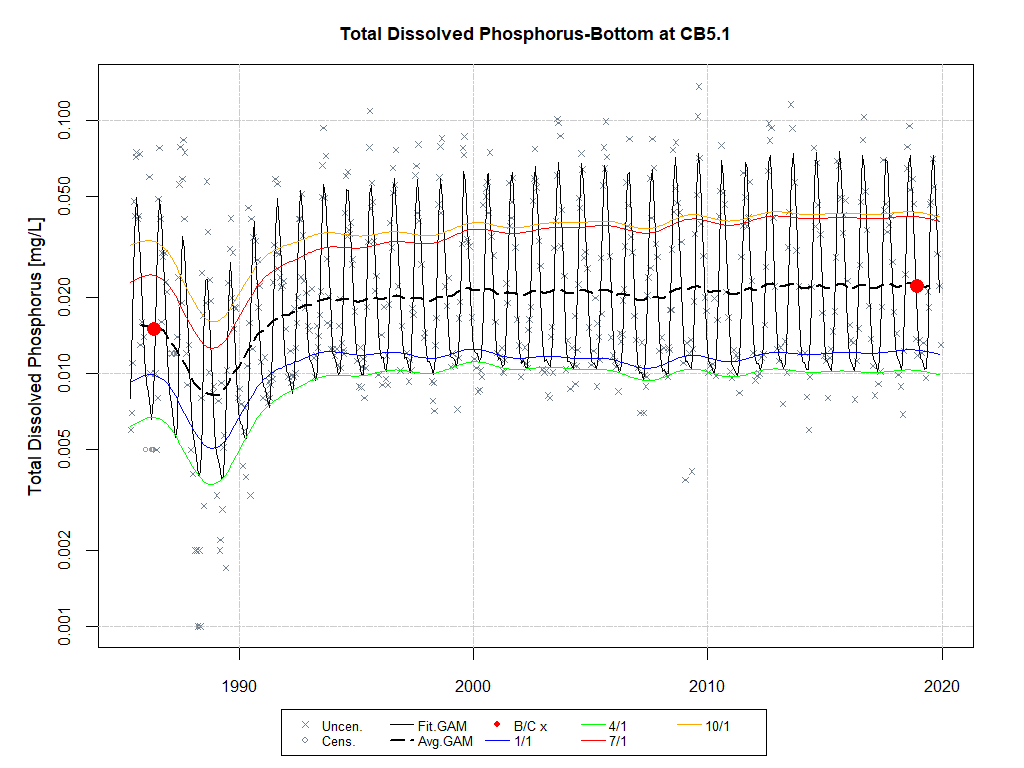 Total Dissolved Phosphorus-Bottom at CB5.1
Total Dissolved Phosphorus [mg/L]
0.100
0.050
0.020
0.010
0.005
0.002
0.001
1990 2000 2010 2020
Uncen. Fit.GAM B/C x 4/1 10/1
Cens. Avg.GAM 1/1 7/1